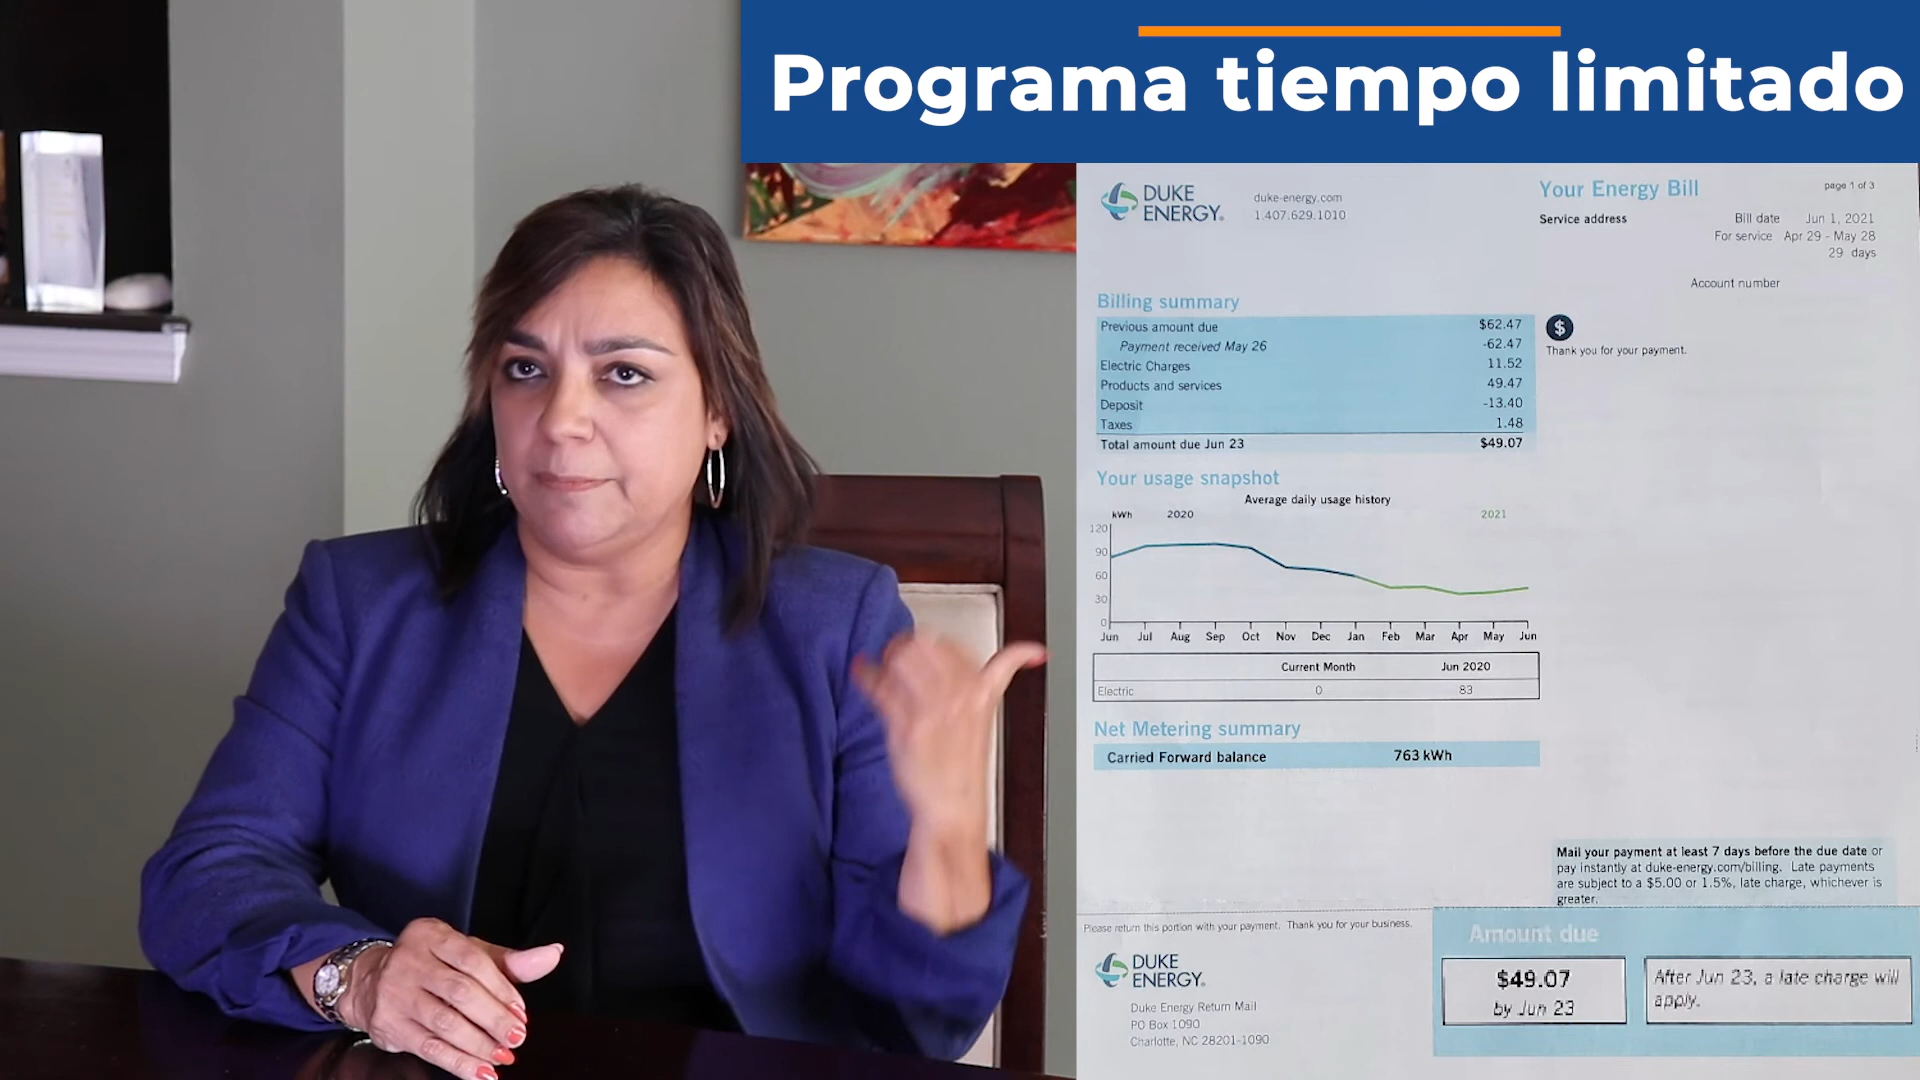 Programa tiempo limitado
DUKE
ENERGY®
duke-energy.com
1.407.629.1010
Your Energy Bill
page 1 of 3
Service address
Bill date Jun 1, 2021
For service Apr 29 - May 28
29 days
Account number
Billing summary
Previous amount due $62.47
Payment received May 26 -62.47
Electric Charges 11.52
Products and services 49.47
Deposit -13.40
Taxes 1.48
Total amount due Jun 23 $49.07
$
Thank you for your payment.
Your usage snapshot
Average daily usage history
kWh 2020 2021
120
90
60
30
0
Jun Jul Aug Sep Oct Nov Dec Jan Feb Mar Apr May Jun
Current Month Jun 2020
Electric 0 83
Net Metering summary
Carried Forward balance 763 kWh
Mail your payment at least 7 days before the due date or
pay instantly at duke-energy.com/billing. Late payments
are subject to a $5.00 or 1.5%, late charge, whichever is
greater.
Please return this portion with your payment. Thank you for your business.
DUKE
ENERGY®
Duke Energy Return Mail
PO Box 1090
Charlotte, NC 28201-1090
Amount due
$49.07
by Jun 23
After Jun 23, a late charge will
apply.